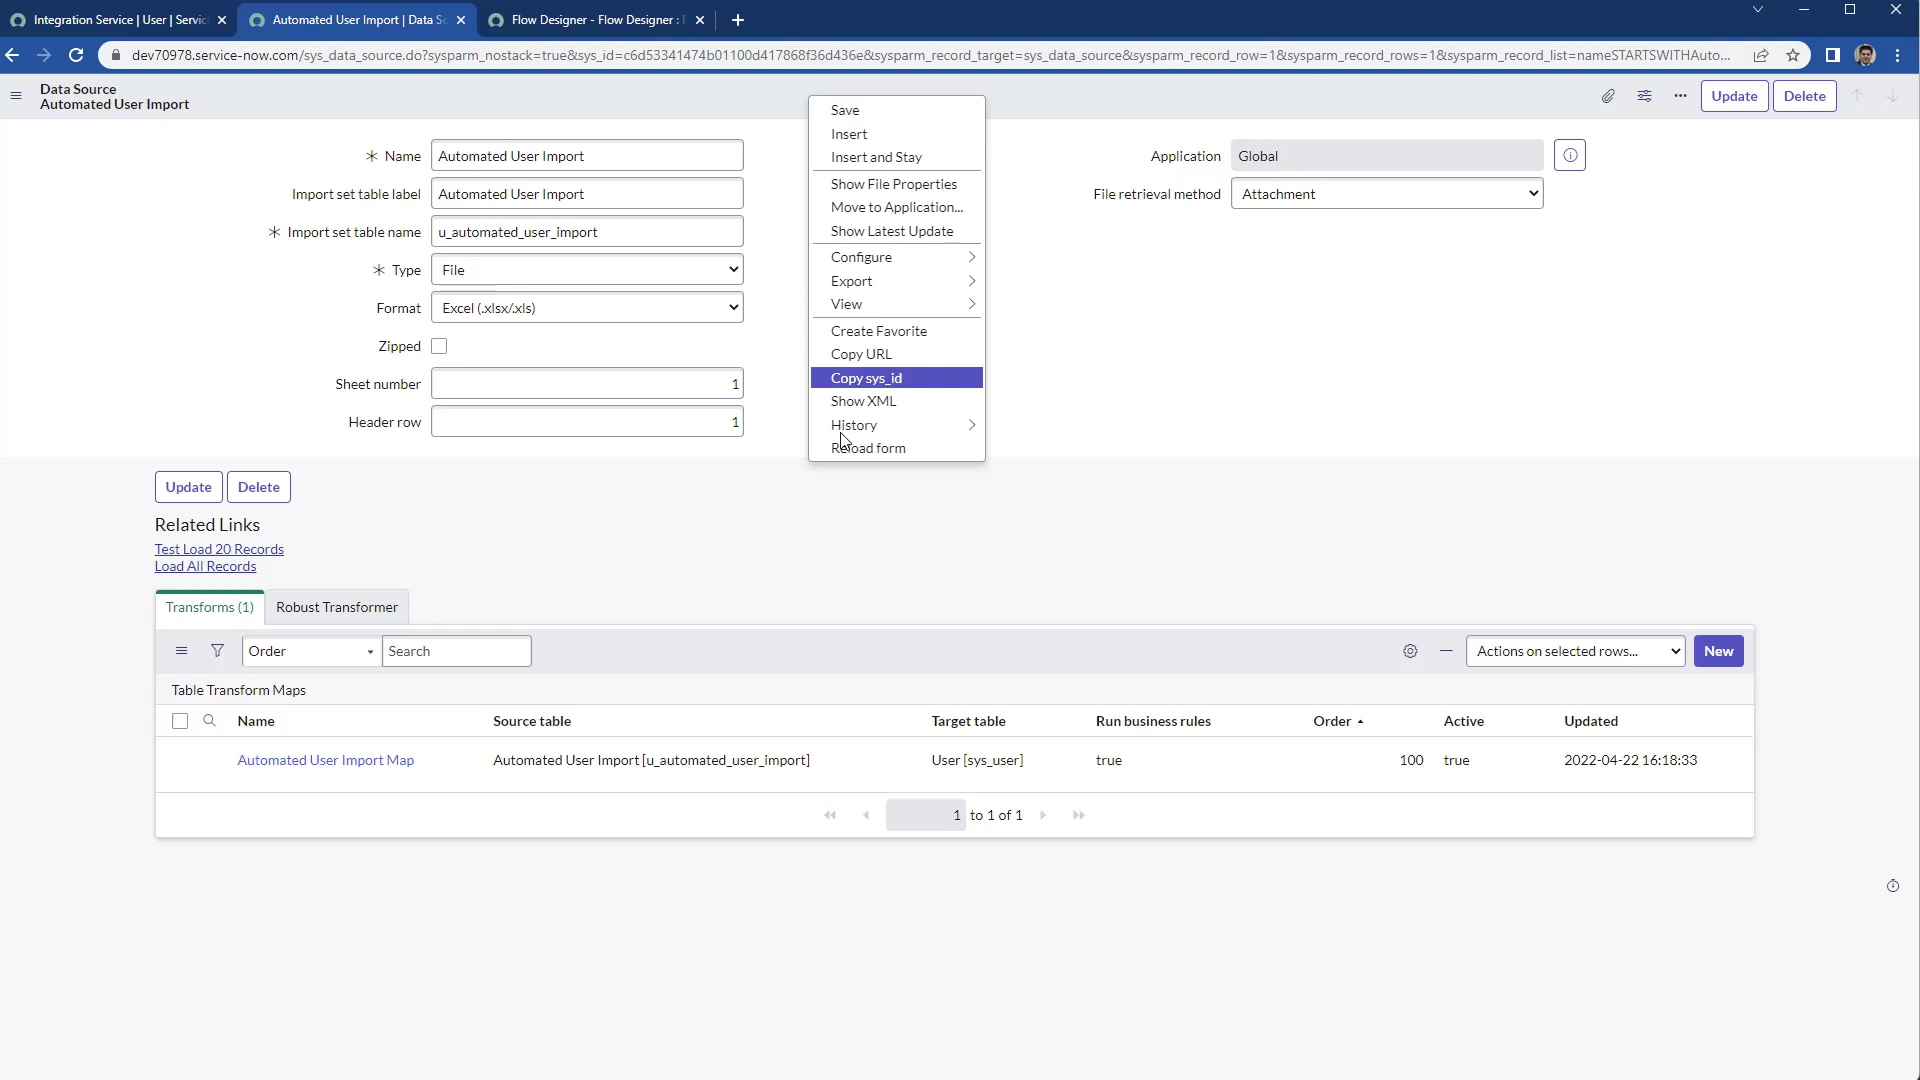 Integration Service | User | Servic
Automated User Import | Data S
Flow Designer - Flow Designer :
dev70978.service-now.com/sys_data_source.do?sysparm_nostack=true&sys_id=c6d53341474b01100d417868f36d436e&sysparm_record_target=sys_data_source&sysparm_record_row=1&sysparm_record_rows=1&sysparm_record_list=nameSTARTSWITHAuto...
Data Source
Automated User Import
Update
Delete
Name
Automated User Import
Import set table label
Automated User Import
Import set table name
u_automated_user_import
Type
File
Format
Excel (.xlsx/.xls)
Zipped
Sheet number
1
Header row
1
Save
Insert
Insert and Stay
Show File Properties
Move to Application...
Show Latest Update
Configure
Export
View
Create Favorite
Copy URL
Copy sys_id
Show XML
History
Reload form
Application
Global
File retrieval method
Attachment
Update
Delete
Related Links
Test Load 20 Records
Load All Records
Transforms (1)
Robust Transformer
Order
Search
Actions on selected rows...
New
Table Transform Maps
Name Source table Target table Run business rules Order Active Updated
Automated User Import Map Automated User Import [u_automated_user_import] User [sys_user] true 100 true 2022-04-22 16:18:33
1 to 1 of 1